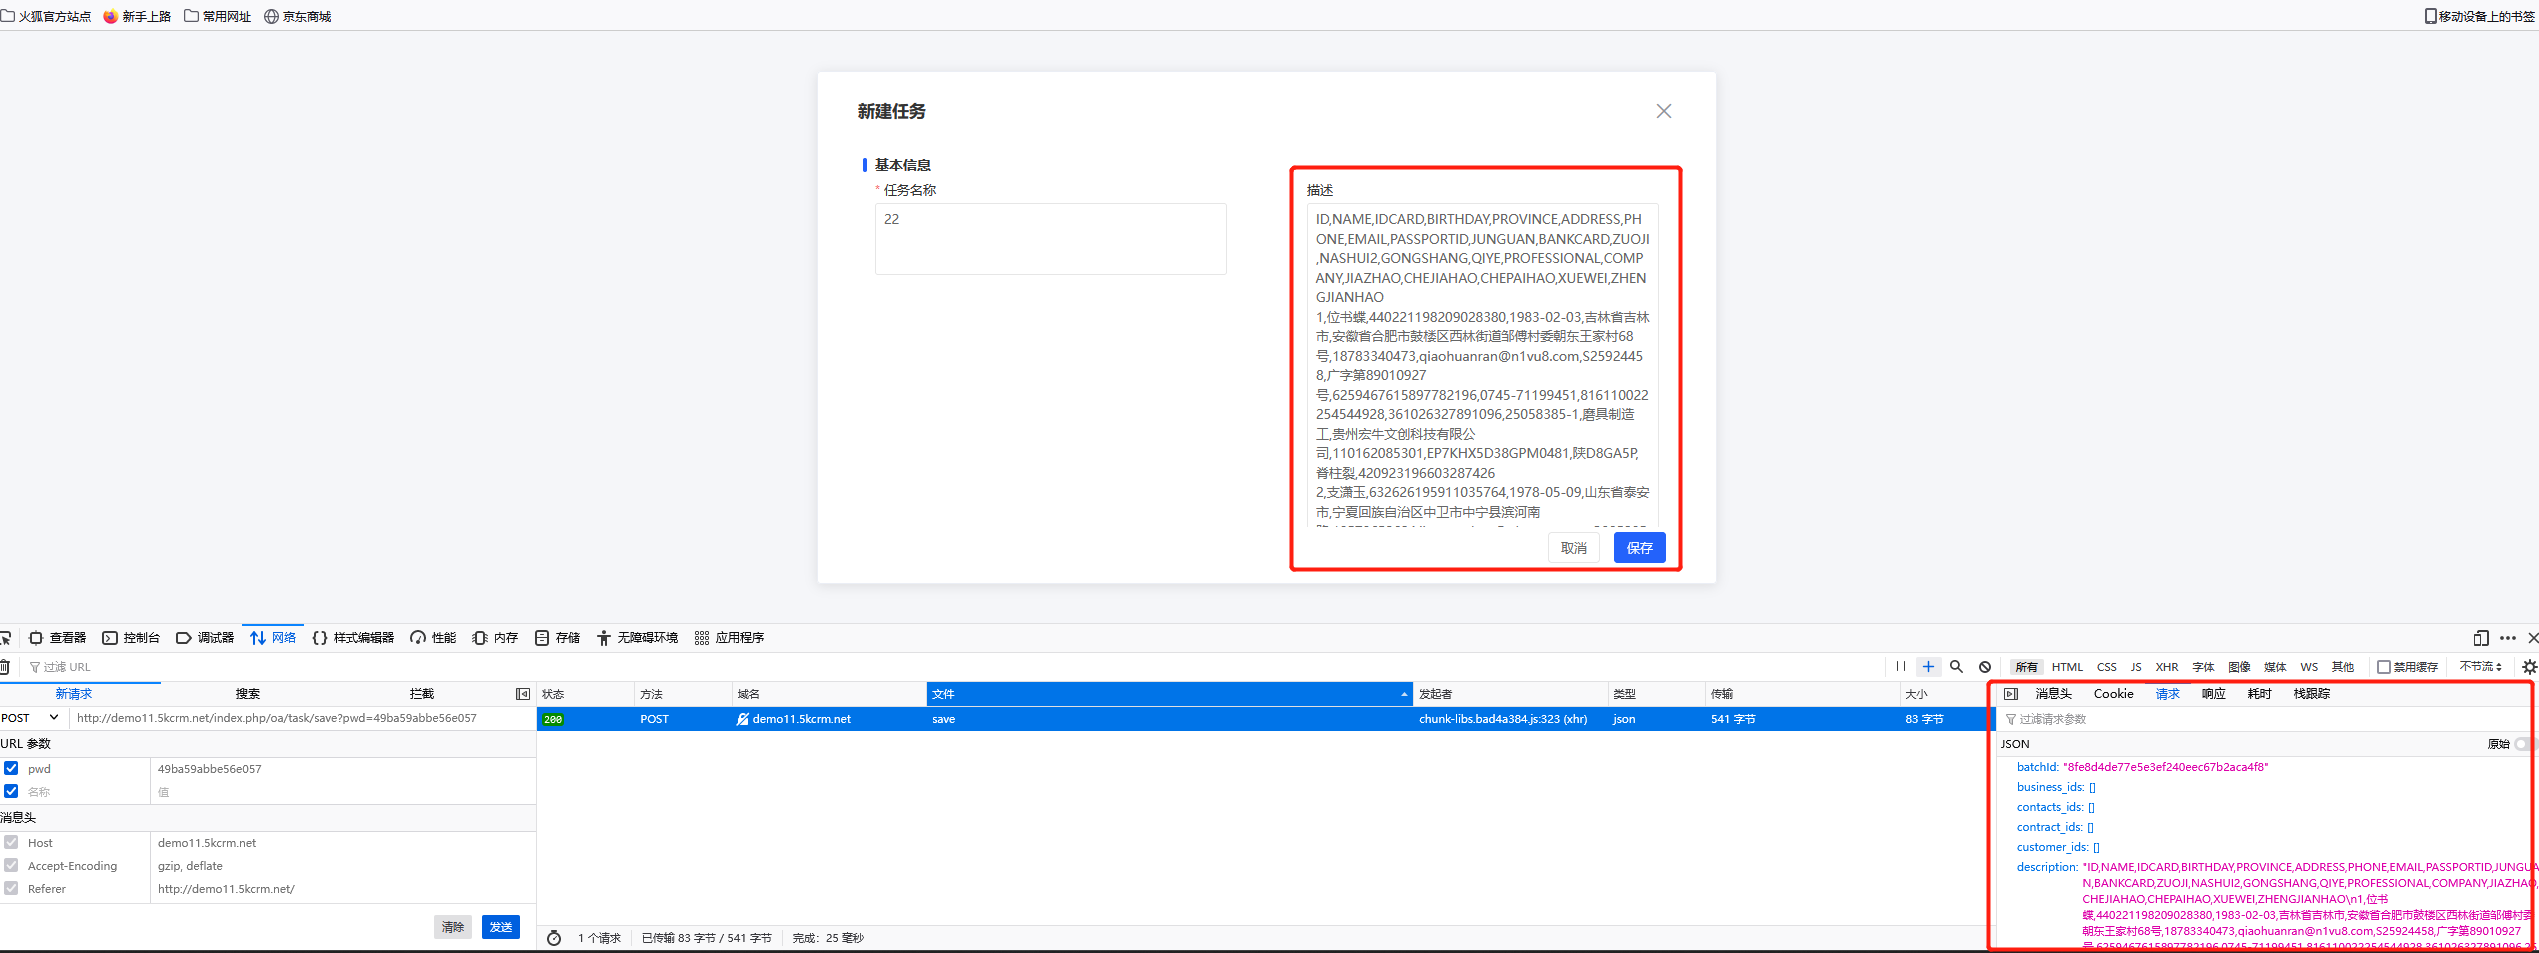 火狐官方站点 新手上路 常用网址 京东商城 移动设备上的书签
新建任务
基本信息
* 任务名称
22
描述
ID,NAME,IDCARD,BIRTHDAY,PROVINCE,ADDRESS,PH
ONE,EMAIL,PASSPORTID,JUNGUAN,BANKCARD,ZUOJI
,NASHUI2,GONGSHANG,QIYE,PROFESSIONAL,COMP
ANY,JIAZHAO,CHEJIAHAO,CHEPAIHAO,XUEWEI,ZHEN
GJIANHAO
1,位书蝶,440221198209028380,1983-02-03,吉林省吉林
市,安徽省合肥市鼓楼区西林街道邹傅村委朝东王家村68
号,18783340473,qiaohuanran@n1vu8.com,S2592445
8,广字第89010927
号,6259467615897782196,0745-71199451,816110022
254544928,361026327891096,25058385-1,磨具制造
工,贵州宏牛文创科技有限公
司,110162085301,EP7KHX5D38GPM0481,陕D8GA5P,
脊柱裂,420923196603287426
2,支潇玉,632626195911035764,1978-05-09,山东省泰安
市,宁夏回族自治区中卫市中宁县滨河南
取消 保存
查看器 控制台 调试器 网络 样式编辑器 性能 内存 存储 无障碍环境 应用程序
过滤 URL
所有 HTML CSS JS XHR 字体 图像 媒体 WS 其他 禁用缓存 不节流
新请求 搜索 拦截
POST http://demo11.5kcrm.net/index.php/oa/task/save?pwd=49ba59abbe56e057
URL 参数
pwd 49ba59abbe56e057
名称 值
消息头
Host demo11.5kcrm.net
Accept-Encoding gzip, deflate
Referer http://demo11.5kcrm.net/
清除 发送
状态 方法 域名 文件 发起者 类型 传输 大小
200 POST demo11.5kcrm.net save chunk-libs.bad4a384.js:323 (xhr) json 541 字节 83 字节
1 个请求 已传输 83 字节 / 541 字节 完成：25 毫秒
消息头 Cookie 请求 响应 耗时 栈跟踪
过滤请求参数
JSON 原始
batchId: "8fe8d4de77e5e3ef240eec67b2aca4f8"
business_ids: []
contacts_ids: []
contract_ids: []
customer_ids: []
description: "ID,NAME,IDCARD,BIRTHDAY,PROVINCE,ADDRESS,PHONE,EMAIL,PASSPORTID,JUNGUA
N,BANKCARD,ZUOJI,NASHUI2,GONGSHANG,QIYE,PROFESSIONAL,COMPANY,JIAZHAO,
CHEJIAHAO,CHEPAIHAO,XUEWEI,ZHENGJIANHAO\n1,位书
蝶,440221198209028380,1983-02-03,吉林省吉林市,安徽省合肥市鼓楼区西林街道邹傅村委
朝东王家村68号,18783340473,qiaohuanran@n1vu8.com,S25924458,广字第89010927
号,6259467615897782196,0745-71199451,816110022254544928,361026327891096,25